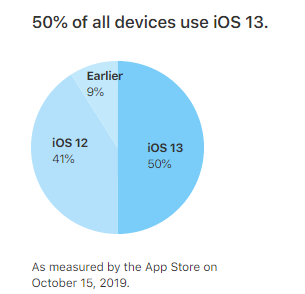 50% of all devices use iOS 13.
Earlier
9%
iOS 12
41%
iOS 13
50%
As measured by the App Store on
October 15, 2019.